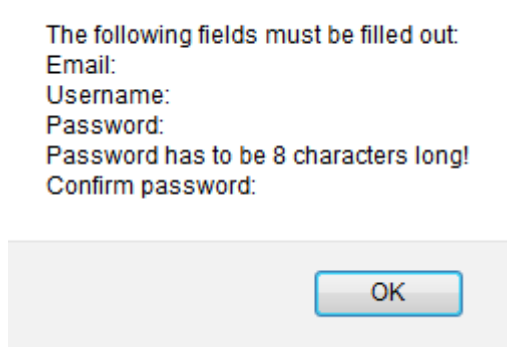 The following fields must be filled out:
Email:
Username:
Password:
Password has to be 8 characters long!
Confirm password:
OK